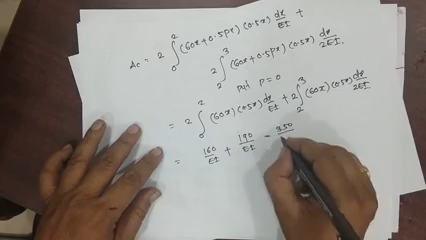 Δc = 2 ∫₀² (60x+0.5Px) (0.5x) dx/EI +
2 ∫₂³ (60x+0.5Px) (0.5x) dx/2EI.
put P=0
= 2 ∫₀² (60x) (0.5x) dx/EI + 2 ∫₂³ (60x) (0.5x) dx/2EI.
= 160/EI + 190/EI = 350